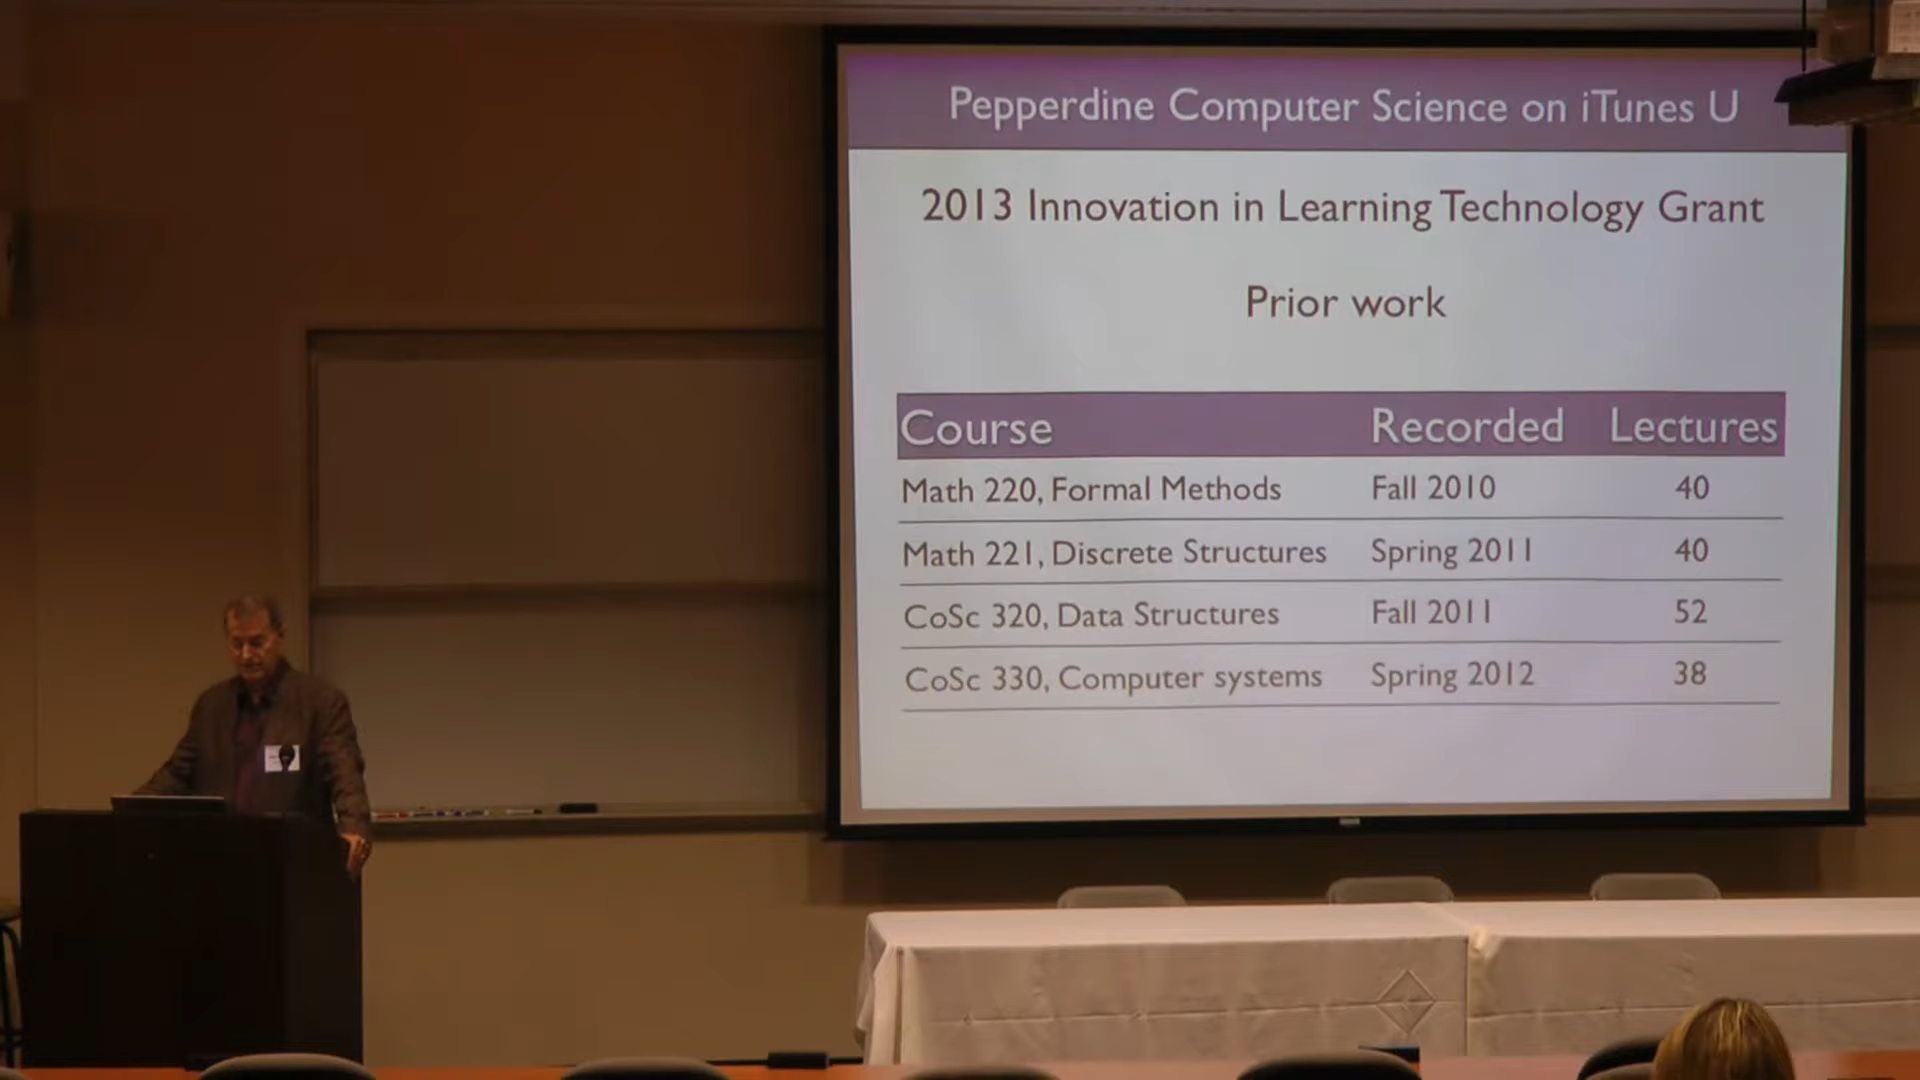 Pepperdine Computer Science on iTunes U
2013 Innovation in Learning Technology Grant
Prior work
Course Recorded Lectures
Math 220, Formal Methods Fall 2010 40
Math 221, Discrete Structures Spring 2011 40
CoSc 320, Data Structures Fall 2011 52
CoSc 330, Computer systems Spring 2012 38